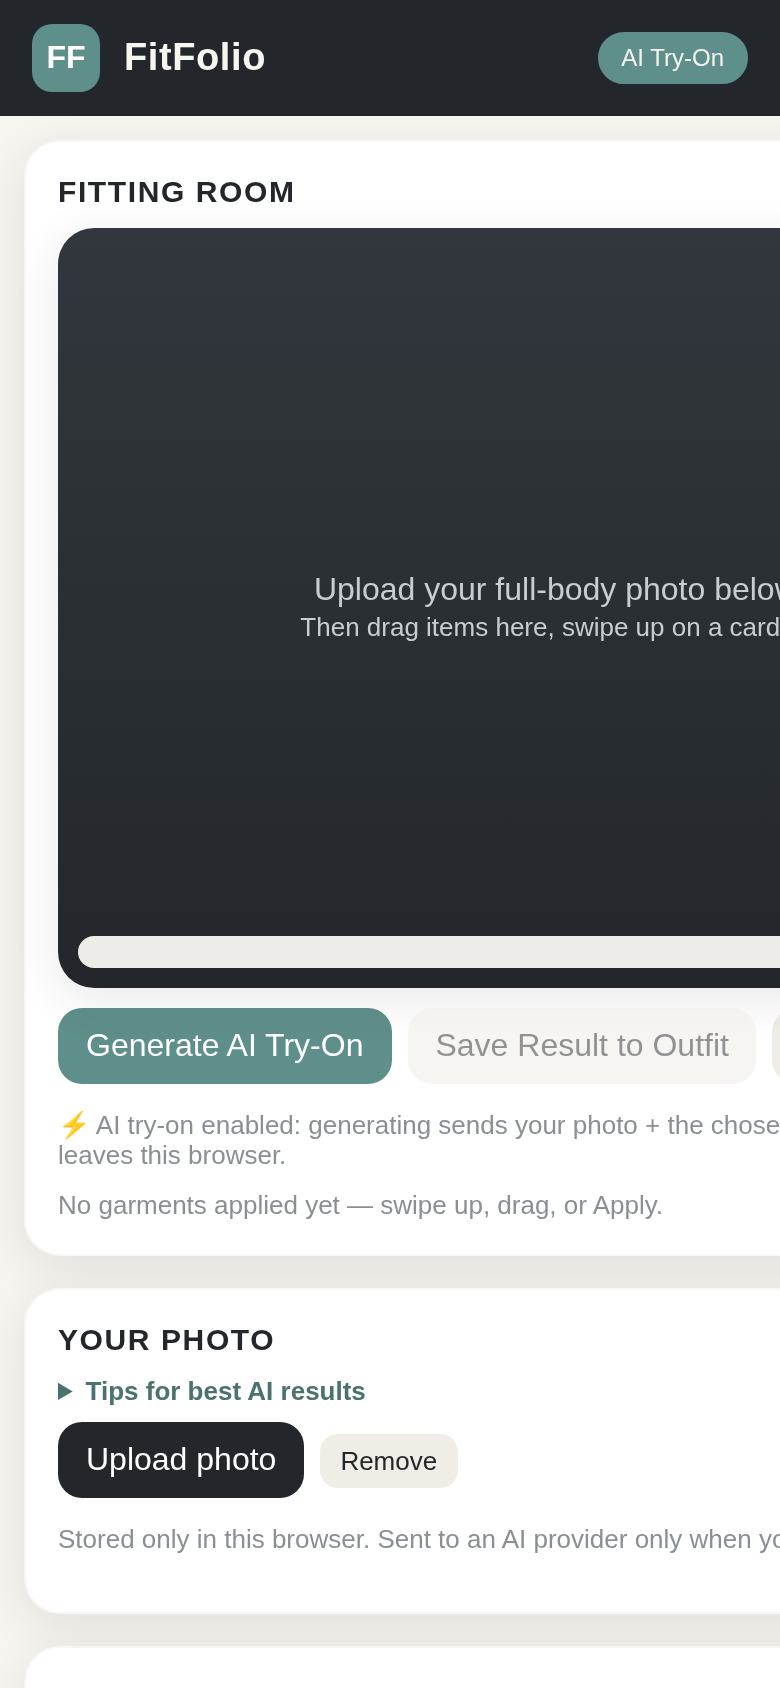 FF
FitFolio
AI Try-On
FITTING ROOM
Upload your full-body photo below
Then drag items here, swipe up on a card
Generate AI Try-On
Save Result to Outfit
⚡ AI try-on enabled: generating sends your photo + the chose
leaves this browser.
No garments applied yet — swipe up, drag, or Apply.
YOUR PHOTO
▶ Tips for best AI results
Upload photo
Remove
Stored only in this browser. Sent to an AI provider only when yo